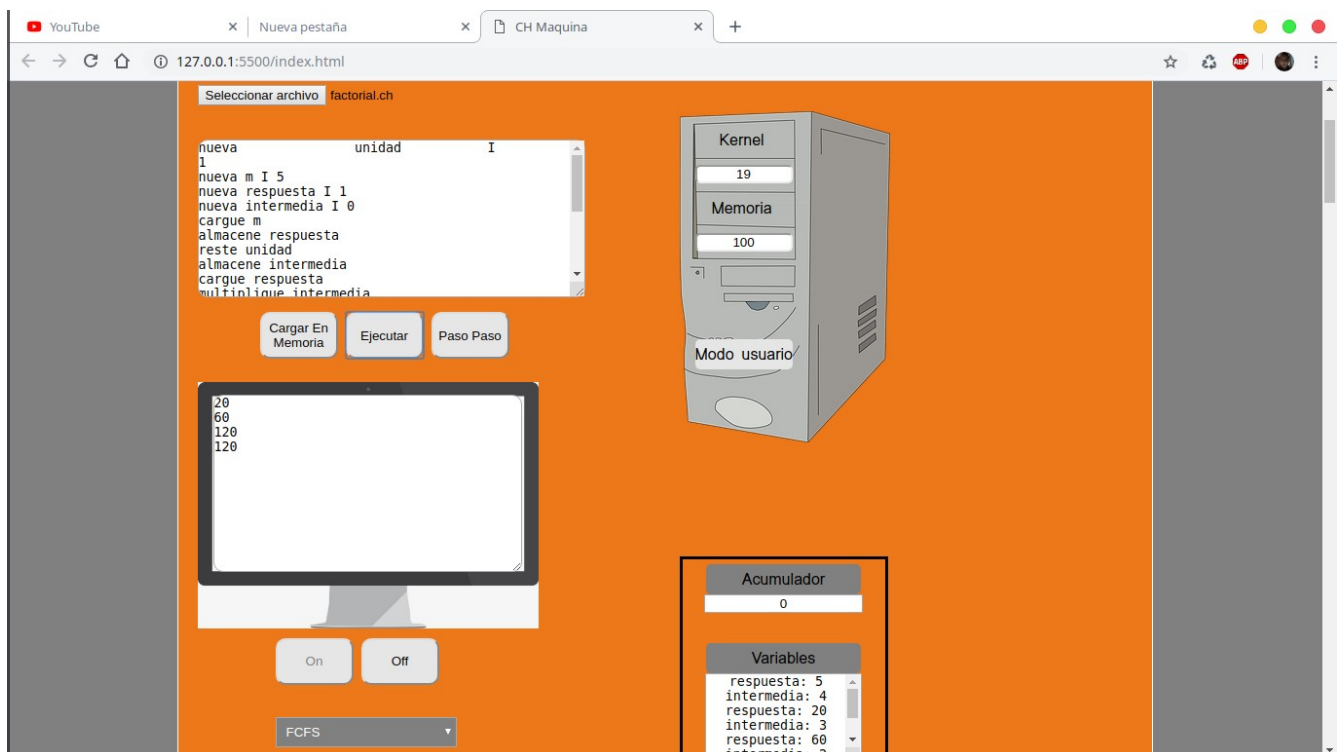 YouTube
Nueva pestaña
CH Maquina
127.0.0.1:5500/index.html
ABP
Seleccionar archivo factorial.ch
nueva unidad I
1
nueva m I 5
nueva respuesta I 1
nueva intermedia I 0
cargue m
almacene respuesta
reste unidad
almacene intermedia
cargue respuesta
multiplique intermedia
Cargar En
Memoria
Ejecutar
Paso Paso
20
60
120
120
On
Off
FCFS
Kernel
19
Memoria
100
Modo usuario
Acumulador
0
Variables
respuesta: 5
intermedia: 4
respuesta: 20
intermedia: 3
respuesta: 60